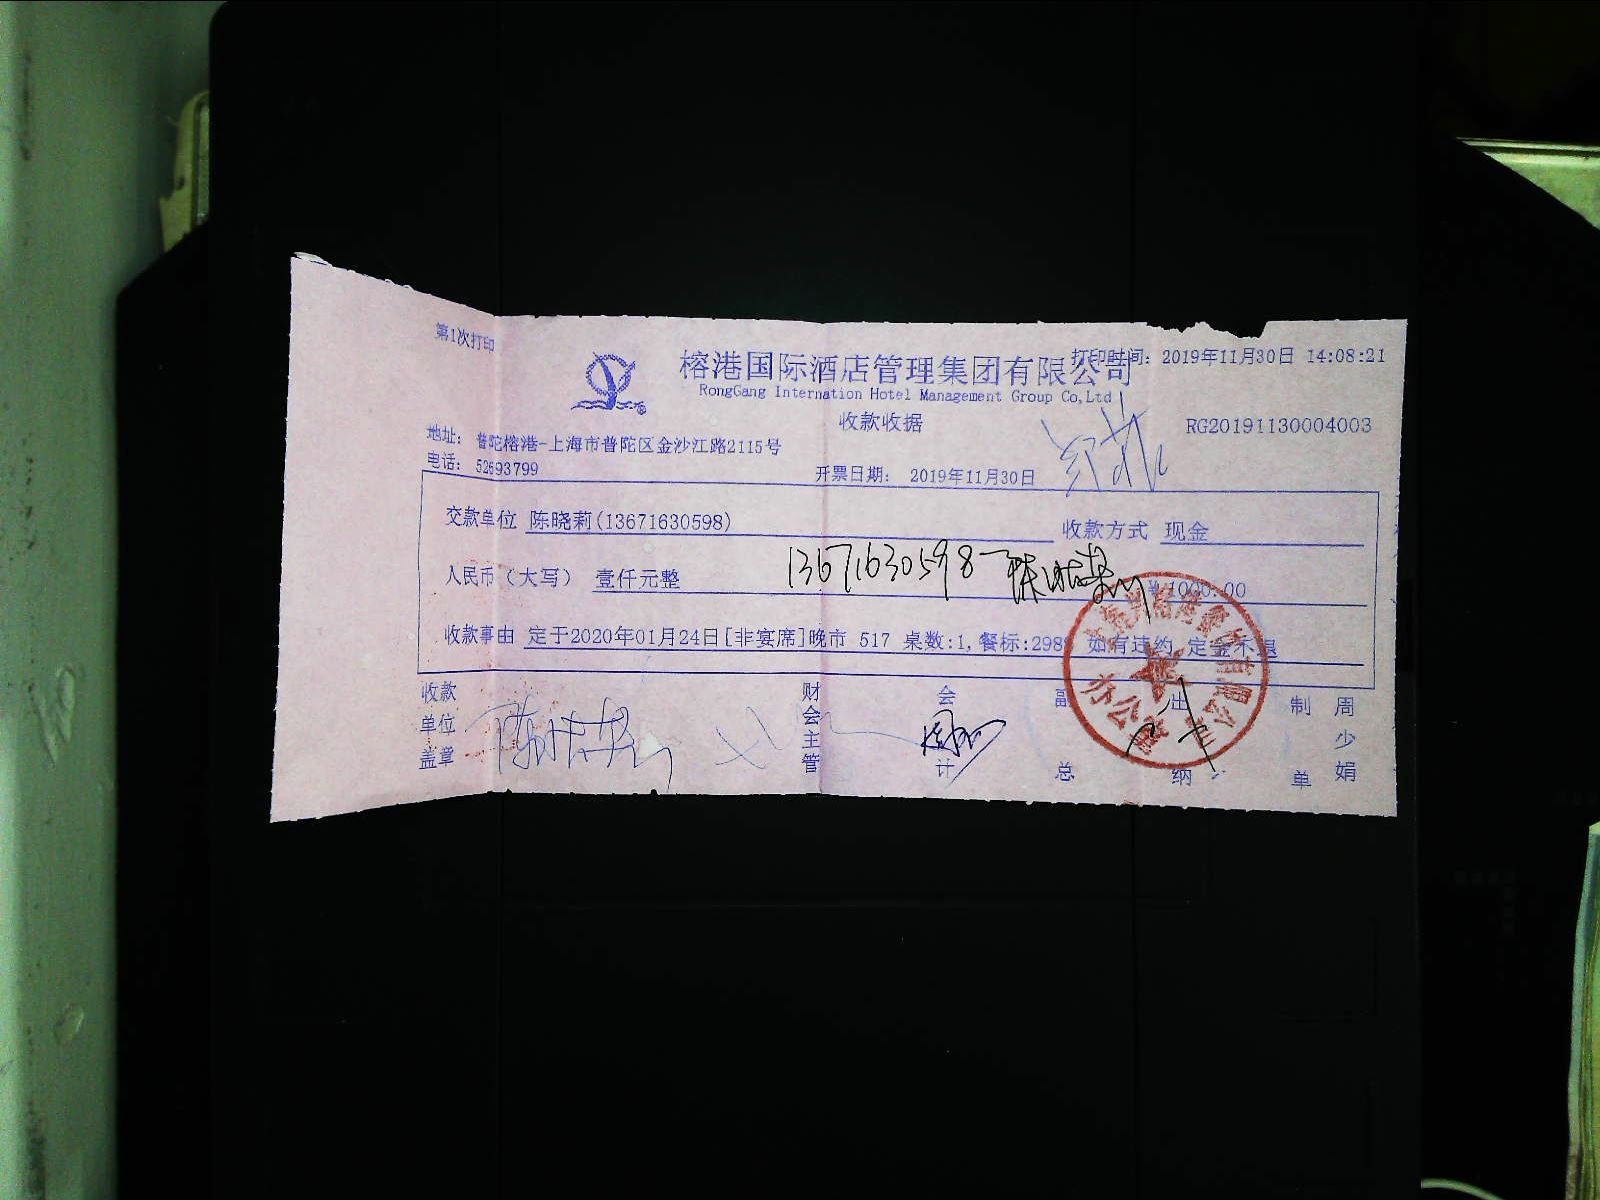 第1次打印
打印时间: 2019年11月30日 14:08:21
榕港国际酒店管理集团有限公司
RongGang Internation Hotel Management Group Co,Ltd
收款收据
RG20191130004003
地址: 普陀榕港-上海市普陀区金沙江路2115号
电话: 52693799
开票日期: 2019年11月30日
交款单位 陈晓莉(13671630598)
收款方式 现金
人民币（大写） 壹仟元整
13671630598
¥1000.00
收款事由 定于2020年01月24日[非宴席]晚市 517 桌数:1,餐标:298 如有违约,定金不退
收款单位盖章
财会主管
会计
副总
出纳
制单
周少娟
办公室